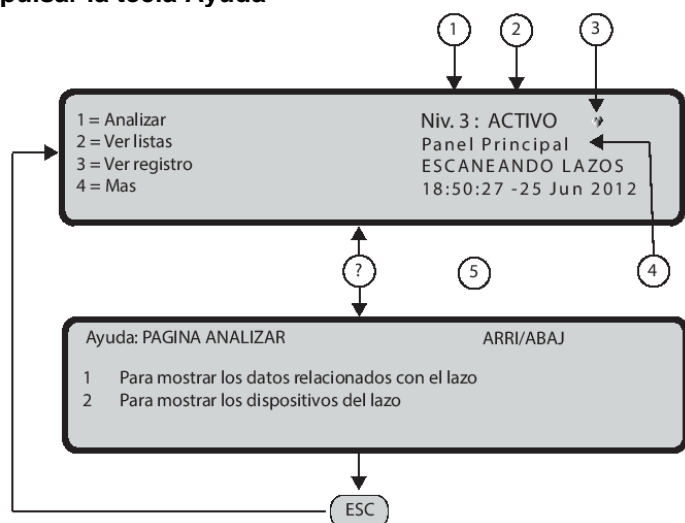 pulsar la tecla Ayuda
1 2 3
1 = Analizar
2 = Ver listas
3 = Ver registro
4 = Mas
Niv. 3 : ACTIVO
Panel Principal
ESCANEANDO LAZOS
18:50:27 -25 Jun 2012
? 5 4
Ayuda: PAGINA ANALIZAR ARRI/ABAJ
1 Para mostrar los datos relacionados con el lazo
2 Para mostrar los dispositivos del lazo
ESC